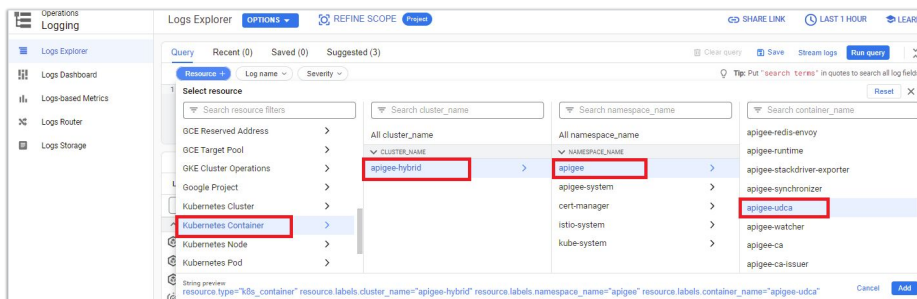 Operations
Logging
Logs Explorer
OPTIONS
REFINE SCOPE
Project
SHARE LINK
LAST 1 HOUR
LEAR
Logs Explorer
Logs Dashboard
Logs-based Metrics
Logs Router
Logs Storage
Query
Recent (0)
Saved (0)
Suggested (3)
Clear query
Save
Stream logs
Run query
Resource +
Log name
Severity
Tip: Put "search terms" in quotes to search all log field
1
Select resource
Reset
Search resource filters
Search cluster_name
Search namespace_name
Search container_name
GCE Reserved Address
GCE Target Pool
GKE Cluster Operations
Google Project
Kubernetes Cluster
Kubernetes Container
Kubernetes Node
Kubernetes Pod
All cluster_name
CLUSTER_NAME
apigee-hybrid
All namespace_name
NAMESPACE_NAME
apigee
apigee-system
cert-manager
istio-system
kube-system
apigee-redis-envoy
apigee-runtime
apigee-stackdriver-exporter
apigee-synchronizer
apigee-udca
apigee-watcher
apigee-ca
apigee-ca-issuer
String preview
resource.type="k8s_container" resource.labels.cluster_name="apigee-hybrid" resource.labels.namespace_name="apigee" resource.labels.container_name="apigee-udca"
Cancel
Add